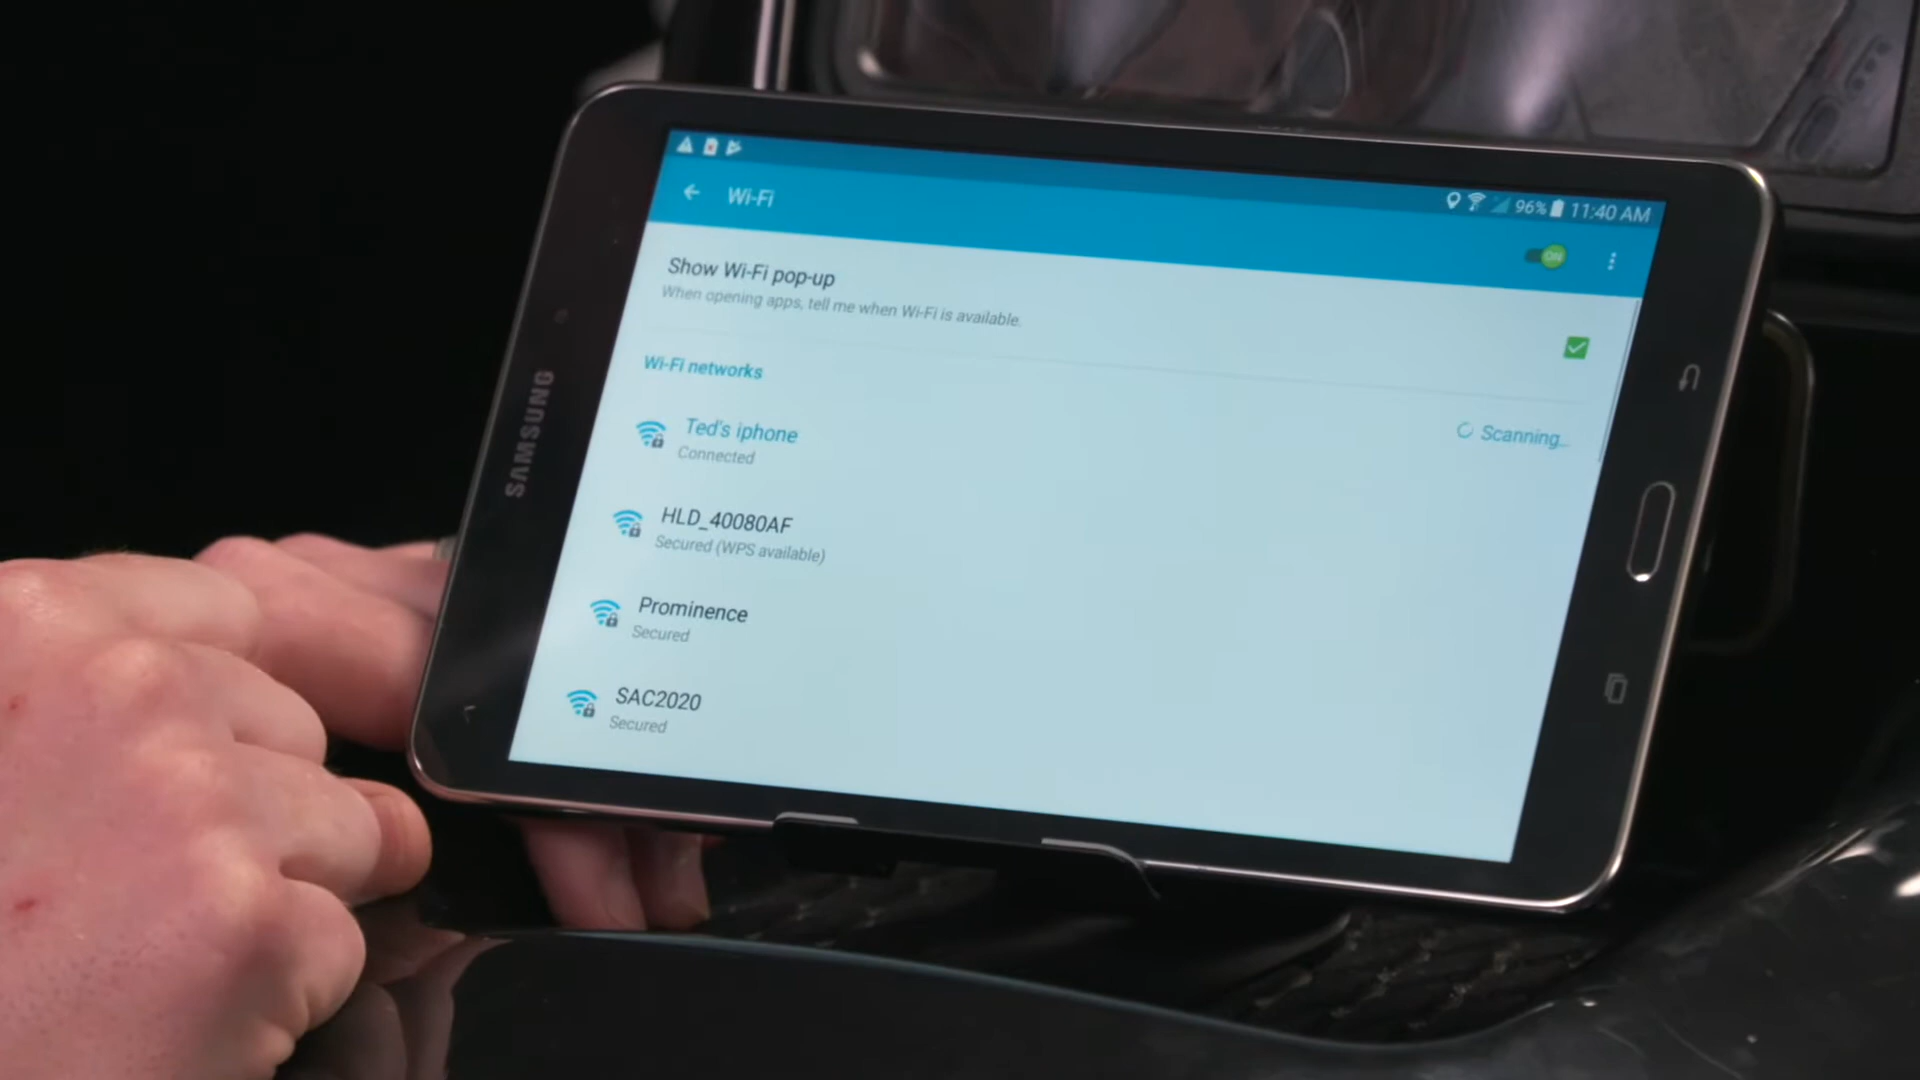 96% 11:40 AM
Wi-Fi
ON
Show Wi-Fi pop-up
When opening apps, tell me when Wi-Fi is available.
Wi-Fi networks
Scanning...
Ted's iphone
Connected
HLD_40080AF
Secured (WPS available)
Prominence
Secured
SAC2020
Secured
SAMSUNG